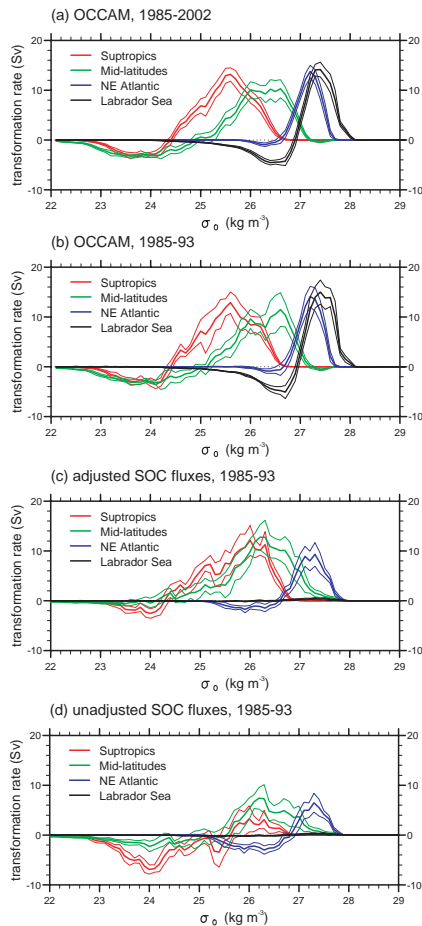 (a) OCCAM, 1985-2002
transformation rate (Sv)
20
10
0
-10
20
10
0
-10
Suptropics
Mid-latitudes
NE Atlantic
Labrador Sea
22 23 24 25 26 27 28 29
σ₀ (kg m⁻³)
(b) OCCAM, 1985-93
transformation rate (Sv)
20
10
0
-10
20
10
0
-10
Suptropics
Mid-latitudes
NE Atlantic
Labrador Sea
22 23 24 25 26 27 28 29
σ₀ (kg m⁻³)
(c) adjusted SOC fluxes, 1985-93
transformation rate (Sv)
20
10
0
-10
20
10
0
-10
Suptropics
Mid-latitudes
NE Atlantic
Labrador Sea
22 23 24 25 26 27 28 29
σ₀ (kg m⁻³)
(d) unadjusted SOC fluxes, 1985-93
transformation rate (Sv)
20
10
0
-10
20
10
0
-10
Suptropics
Mid-latitudes
NE Atlantic
Labrador Sea
22 23 24 25 26 27 28 29
σ₀ (kg m⁻³)